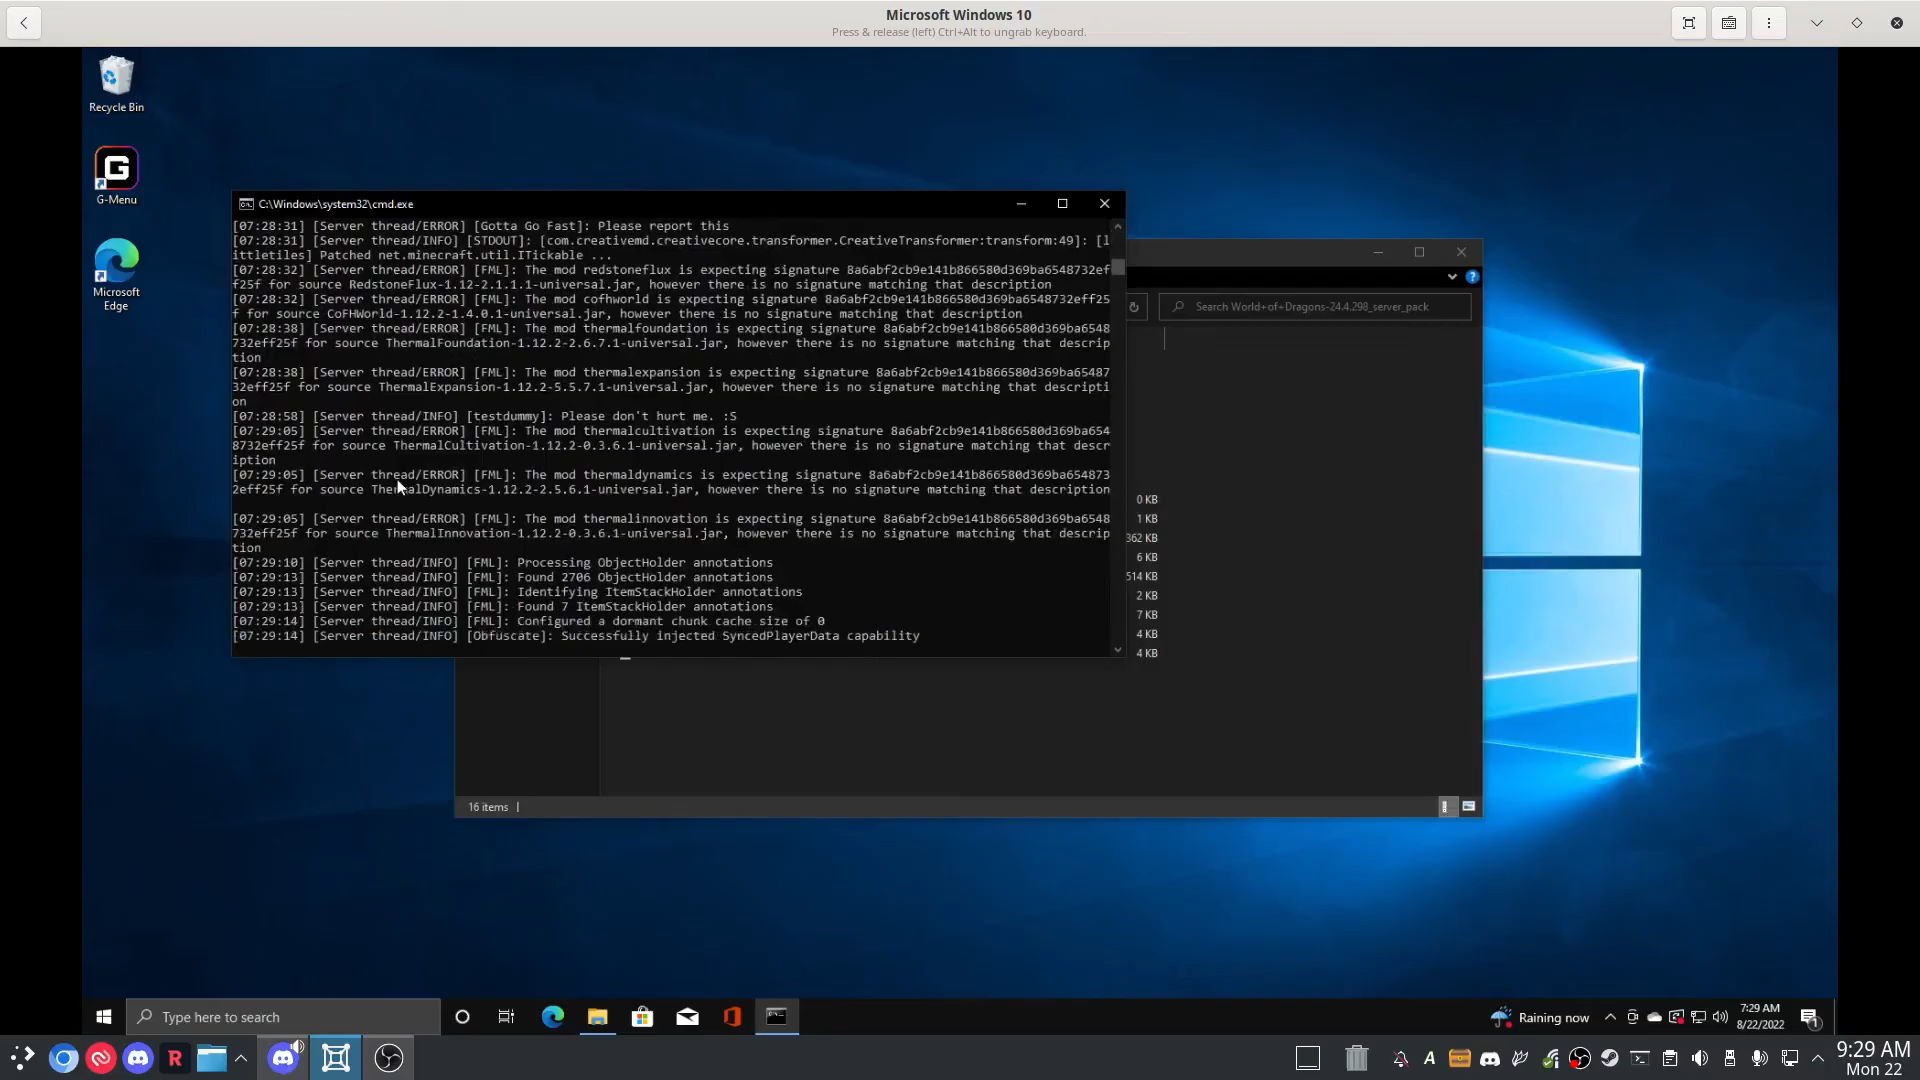 Microsoft Windows 10
Press & release (left) Ctrl+Alt to ungrab keyboard.
Recycle Bin
G-Menu
Microsoft
Edge
C:\Windows\system32\cmd.exe
[07:28:31] [Server thread/ERROR] [Gotta Go Fast]: Please report this
[07:28:31] [Server thread/INFO] [STDOUT]: [com.creativemd.creativecore.transformer.CreativeTransformer:transform:49]: [l
ittletiles] Patched net.minecraft.util.ITickable ...
[07:28:32] [Server thread/ERROR] [FML]: The mod redstoneflux is expecting signature 8a6abf2cb9e141b866580d369ba6548732ef
f25f for source RedstoneFlux-1.12-2.1.1.1-universal.jar, however there is no signature matching that description
[07:28:32] [Server thread/ERROR] [FML]: The mod cofhworld is expecting signature 8a6abf2cb9e141b866580d369ba6548732eff25
f for source CoFHWorld-1.12.2-1.4.0.1-universal.jar, however there is no signature matching that description
[07:28:38] [Server thread/ERROR] [FML]: The mod thermalfoundation is expecting signature 8a6abf2cb9e141b866580d369ba6548
732eff25f for source ThermalFoundation-1.12.2-2.6.7.1-universal.jar, however there is no signature matching that descrip
tion
[07:28:38] [Server thread/ERROR] [FML]: The mod thermalexpansion is expecting signature 8a6abf2cb9e141b866580d369ba65487
32eff25f for source ThermalExpansion-1.12.2-5.5.7.1-universal.jar, however there is no signature matching that descripti
on
[07:28:58] [Server thread/INFO] [testdummy]: Please don't hurt me. :S
[07:29:05] [Server thread/ERROR] [FML]: The mod thermalcultivation is expecting signature 8a6abf2cb9e141b866580d369ba654
8732eff25f for source ThermalCultivation-1.12.2-0.3.6.1-universal.jar, however there is no signature matching that descr
iption
[07:29:05] [Server thread/ERROR] [FML]: The mod thermaldynamics is expecting signature 8a6abf2cb9e141b866580d369ba654873
2eff25f for source ThermalDynamics-1.12.2-2.5.6.1-universal.jar, however there is no signature matching that description
[07:29:05] [Server thread/ERROR] [FML]: The mod thermalinnovation is expecting signature 8a6abf2cb9e141b866580d369ba6548
732eff25f for source ThermalInnovation-1.12.2-0.3.6.1-universal.jar, however there is no signature matching that descrip
tion
[07:29:10] [Server thread/INFO] [FML]: Processing ObjectHolder annotations
[07:29:13] [Server thread/INFO] [FML]: Found 2706 ObjectHolder annotations
[07:29:13] [Server thread/INFO] [FML]: Identifying ItemStackHolder annotations
[07:29:13] [Server thread/INFO] [FML]: Found 7 ItemStackHolder annotations
[07:29:14] [Server thread/INFO] [FML]: Configured a dormant chunk cache size of 0
[07:29:14] [Server thread/INFO] [Obfuscate]: Successfully injected SyncedPlayerData capability
Search World+of+Dragons-24.4.298_server_pack
0 KB
1 KB
362 KB
6 KB
514 KB
2 KB
7 KB
4 KB
4 KB
16 items
Type here to search
Raining now
7:29 AM
8/22/2022
9:29 AM
Mon 22